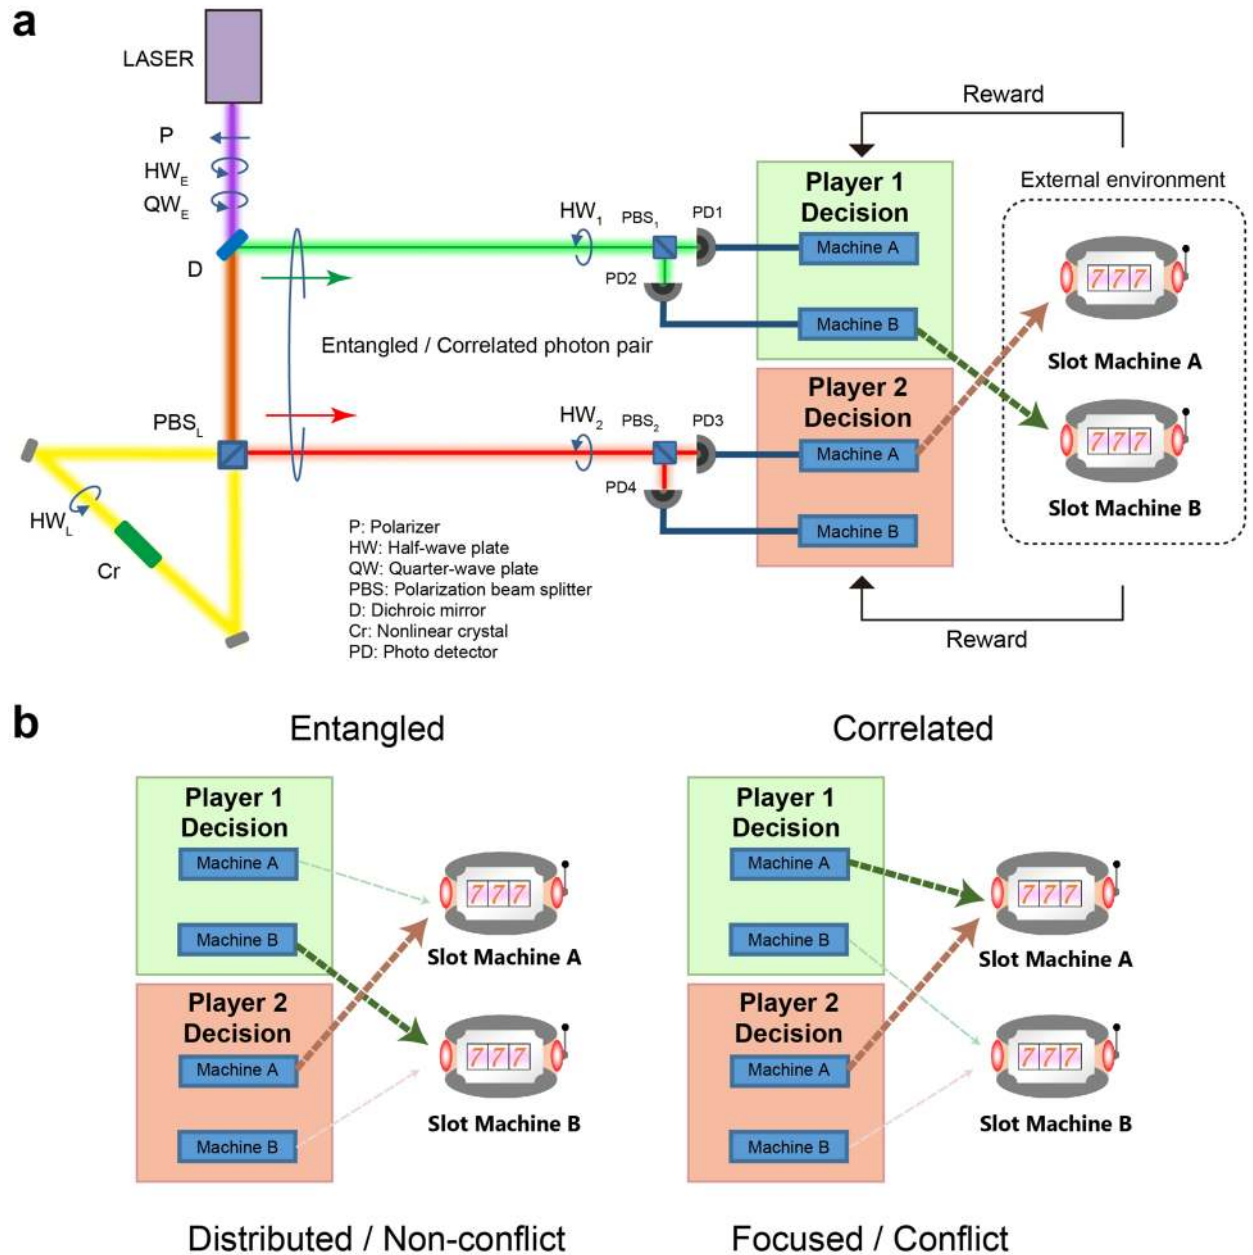 a
LASER
P
HWE
QWE
D
HW1
PBS1
PD1
PD2
Entangled / Correlated photon pair
PBSL
HW2
PBS2
PD3
PD4
HWL
Cr
P: Polarizer
HW: Half-wave plate
QW: Quarter-wave plate
PBS: Polarization beam splitter
D: Dichroic mirror
Cr: Nonlinear crystal
PD: Photo detector
Reward
Player 1
Decision
Machine A
Machine B
Player 2
Decision
Machine A
Machine B
Reward
External environment
777
Slot Machine A
777
Slot Machine B
b
Entangled
Player 1
Decision
Machine A
Machine B
Player 2
Decision
Machine A
Machine B
777
Slot Machine A
777
Slot Machine B
Distributed / Non-conflict
Correlated
Player 1
Decision
Machine A
Machine B
Player 2
Decision
Machine A
Machine B
777
Slot Machine A
777
Slot Machine B
Focused / Conflict